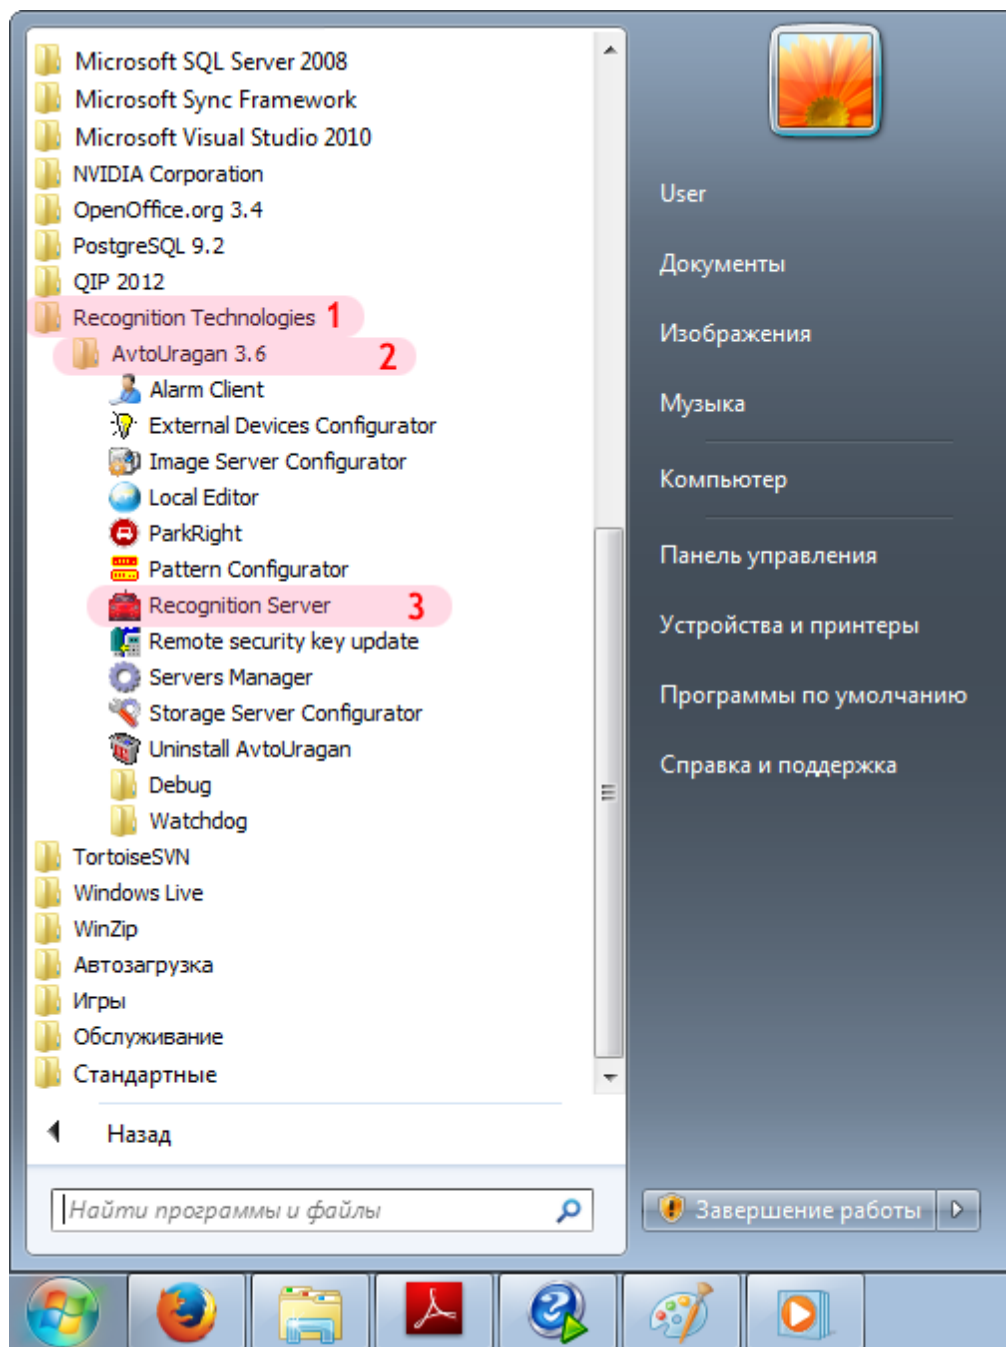 Microsoft SQL Server 2008
Microsoft Sync Framework
Microsoft Visual Studio 2010
NVIDIA Corporation
OpenOffice.org 3.4
PostgreSQL 9.2
QIP 2012
Recognition Technologies 1
AvtoUragan 3.6 2
Alarm Client
External Devices Configurator
Image Server Configurator
Local Editor
ParkRight
Pattern Configurator
Recognition Server 3
Remote security key update
Servers Manager
Storage Server Configurator
Uninstall AvtoUragan
Debug
Watchdog
TortoiseSVN
Windows Live
WinZip
Автозагрузка
Игры
Обслуживание
Стандартные
Назад
Найти программы и файлы
User
Документы
Изображения
Музыка
Компьютер
Панель управления
Устройства и принтеры
Программы по умолчанию
Справка и поддержка
Завершение работы